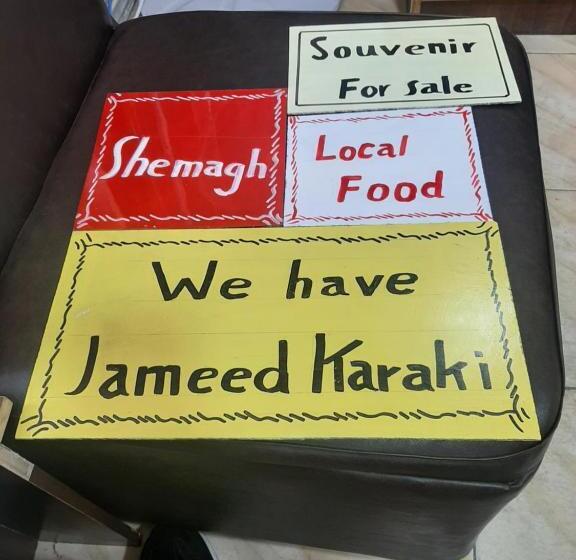 Souvenir
For sale
Shemagh
Local
Food
We have
Jameed Karaki